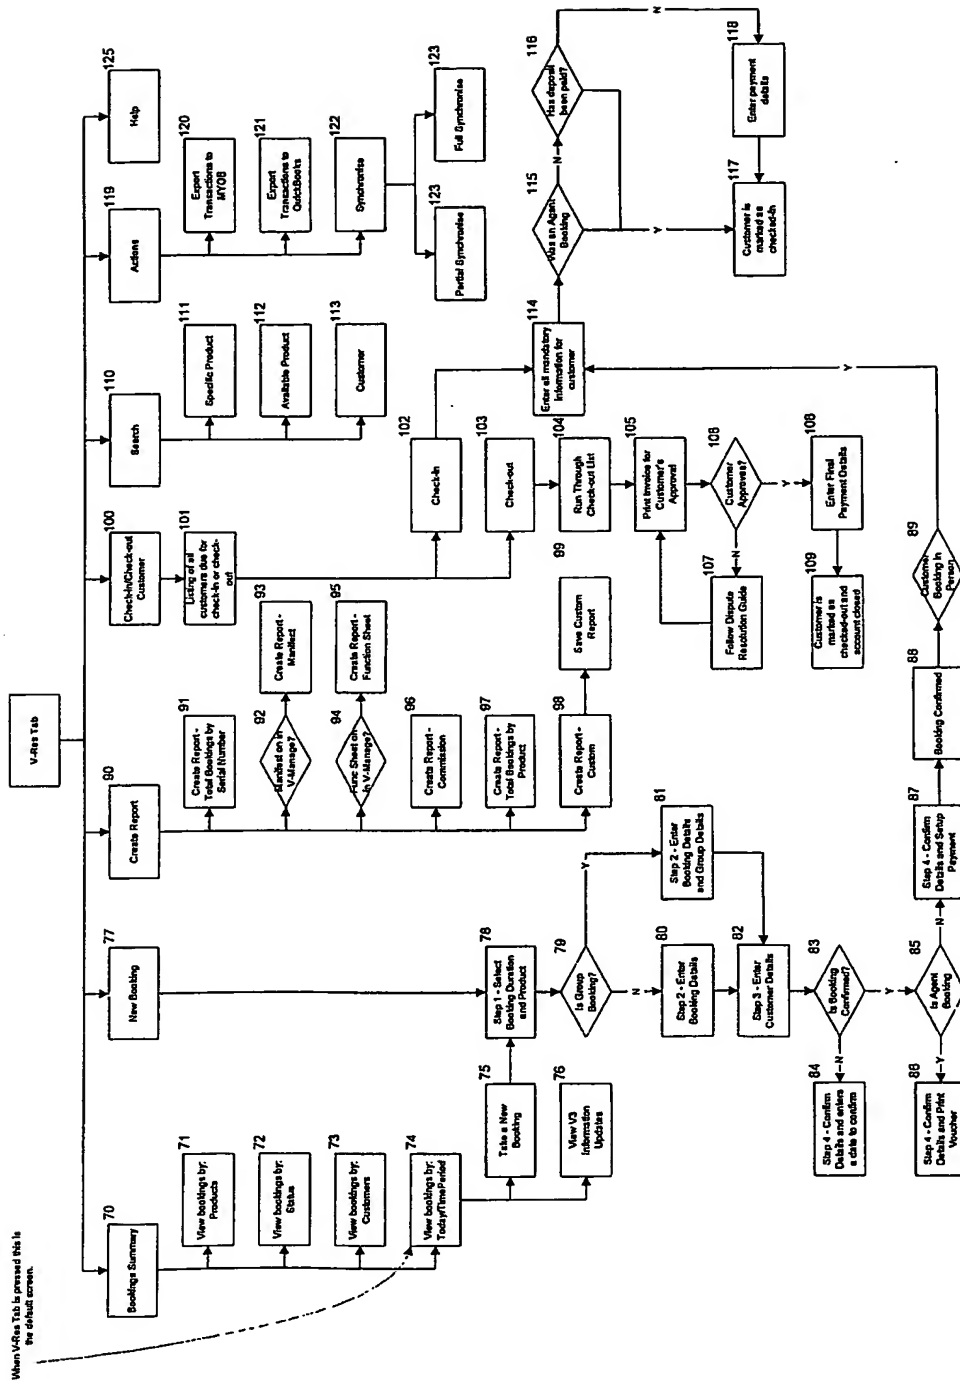 When V-Res Tab is pressed this is
the default screen.
V-Res Tab
70
Bookings Summary
71
View bookings by:
Products
72
View bookings by:
Status
73
View bookings by:
Customers
74
View bookings by:
Today/TimePeriod
75
Take a New
Booking
76
View V3
Information
Updates
77
New Booking
78
Step 1 - Select
Booking Duration
and Product
79
Is Group
Booking?
N
Y
80
Step 2 - Enter
Booking Details
81
Step 2 - Enter
Booking Details
and Group Details
82
Step 3 - Enter
Customer Details
83
Is Booking
Confirmed?
N
Y
84
Step 4 - Confirm
Details and enters
a date to confirm
85
Is Agent
Booking
Y
N
86
Step 4 - Confirm
Details and Print
Voucher
87
Step 4 - Confirm
Details and Setup
Payment
88
Booking Confirmed
89
Customer
Booking In
Person
Y
90
Create Report
91
Create Report -
Total Bookings by
Serial Number
92
Manifest on in
V-Manage?
93
Create Report -
Manifest
94
Func Sheet on
in V-Manage?
95
Create Report -
Function Sheet
96
Create Report -
Commission
97
Create Report -
Total Bookings by
Product
98
Create Report -
Custom
99
Save Custom
Report
100
Check-In/Check-out
Customer
101
Listing of all
customers due for
check-in or check-
out
102
Check-in
103
Check-out
104
Run Through
Check-out List
105
Print Invoice for
Customer's
Approval
106
Customer
Approves?
N
Y
107
Follow Dispute
Resolution Guide
108
Enter Final
Payment Details
109
Customer is
marked as
checked-out and
account closed
110
Search
111
Specific Product
112
Available Product
113
Customer
114
Enter all mandatory
information for
customer
115
Was an Agent
Booking
N
Y
116
Has deposit
been paid?
N
117
Customer is
marked as
checked-in
118
Enter payment
details
119
Actions
120
Export
Transactions to
MYOB
121
Export
Transactions to
QuickBooks
122
Synchronise
123
Partial Synchronise
123
Full Synchronise
125
Help